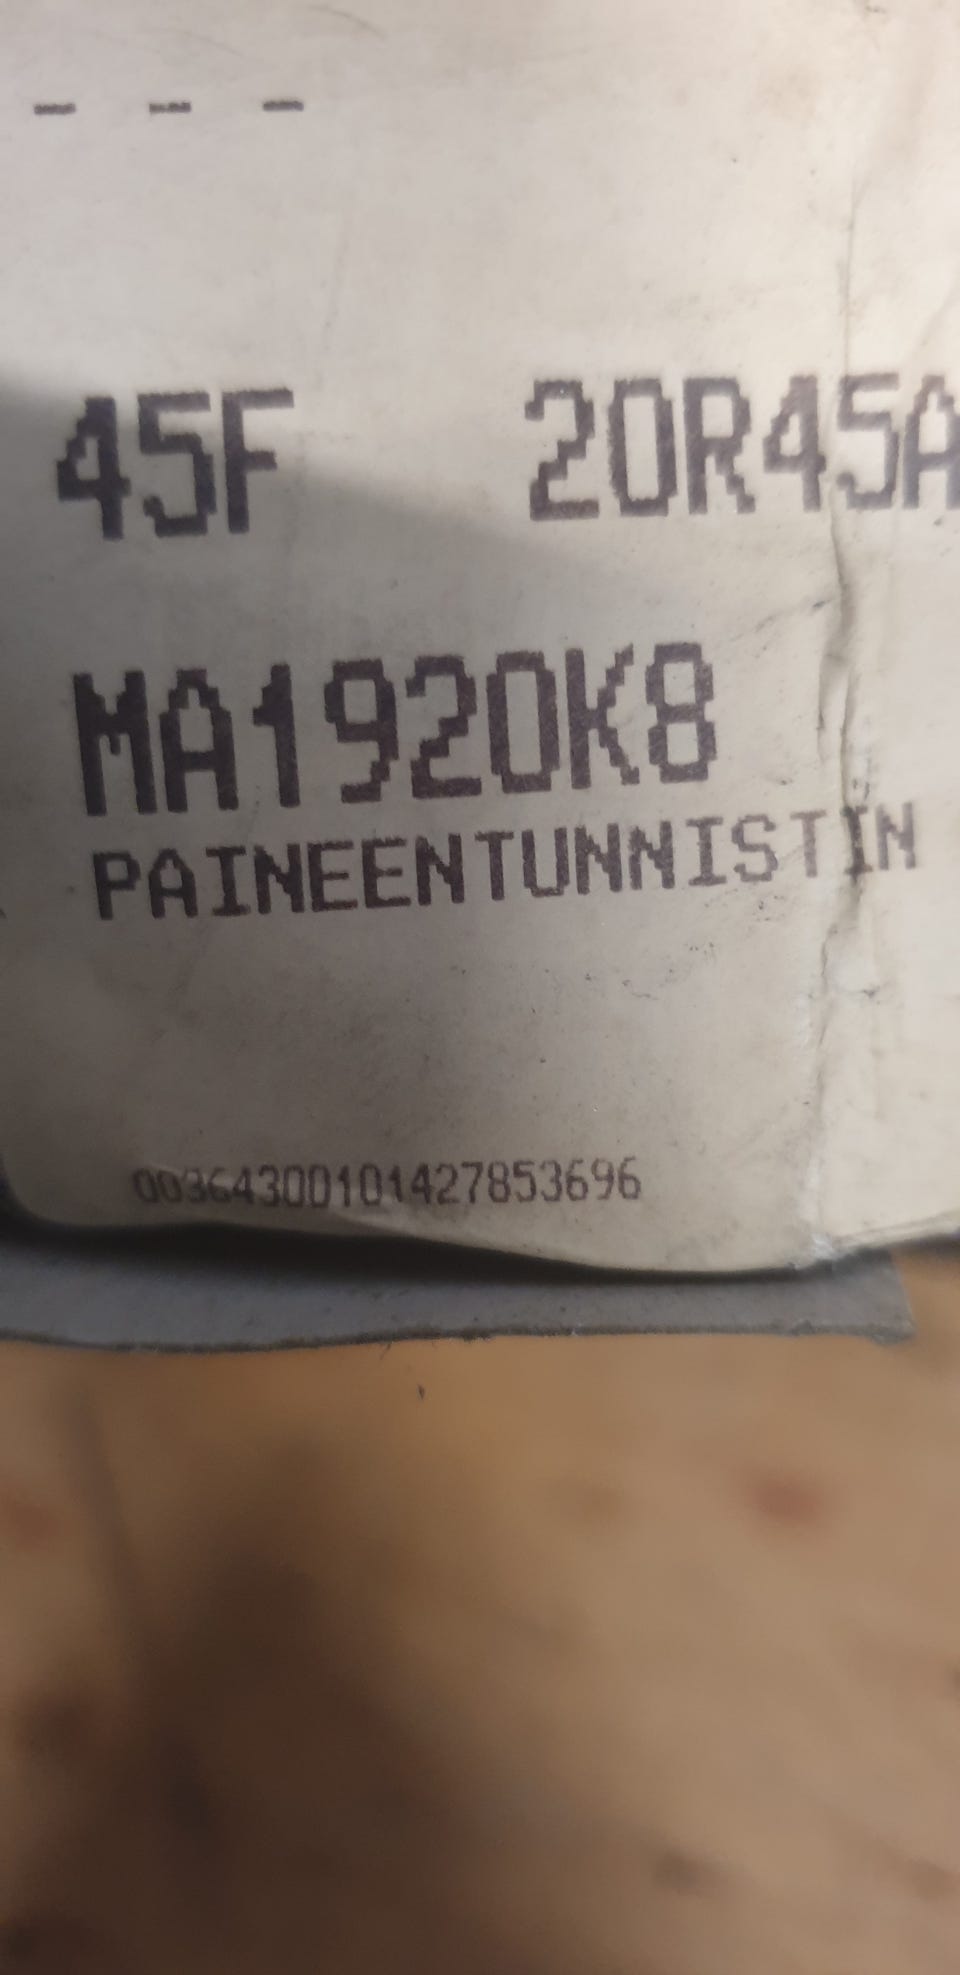 - - -
45F 20R45A
MA1920K8
PAINEENTUNNISTIN
00364300101427853696